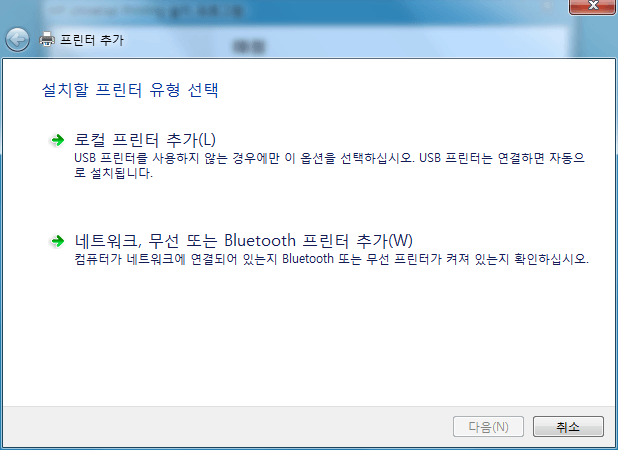 프린터 추가
설치할 프린터 유형 선택
로컬 프린터 추가(L)
USB 프린터를 사용하지 않는 경우에만 이 옵션을 선택하십시오. USB 프린터는 연결하면 자동으
로 설치됩니다.
네트워크, 무선 또는 Bluetooth 프린터 추가(W)
컴퓨터가 네트워크에 연결되어 있는지 Bluetooth 또는 무선 프린터가 켜져 있는지 확인하십시오.
다음(N) 취소